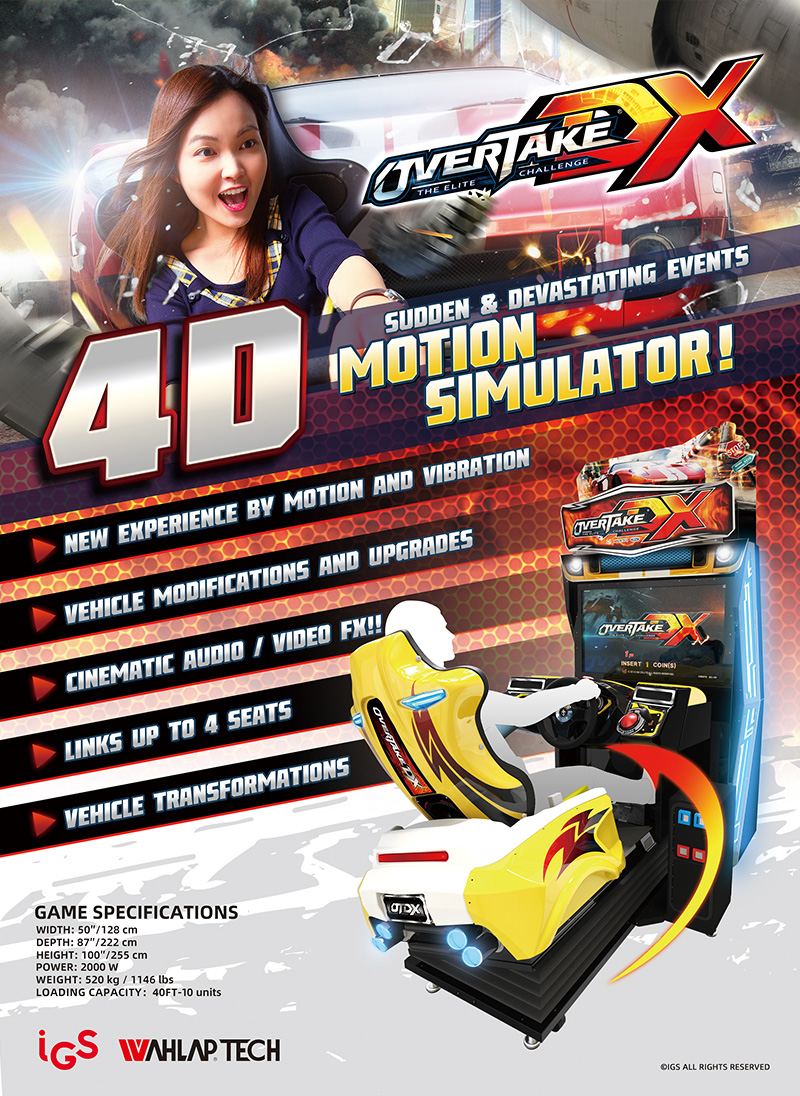 OVERTAKE DX
THE ELITE CHALLENGE
SUDDEN & DEVASTATING EVENTS
4D MOTION
SIMULATOR!
NEW EXPERIENCE BY MOTION AND VIBRATION
VEHICLE MODIFICATIONS AND UPGRADES
CINEMATIC AUDIO / VIDEO FX!!
LINKS UP TO 4 SEATS
VEHICLE TRANSFORMATIONS
STOP
OVERTAKE DX
OVERTAKE DX
1P
INSERT 1 COIN(S)
OVERTAKE DX
OTDX
GAME SPECIFICATIONS
WIDTH: 50"/128 cm
DEPTH: 87"/222 cm
HEIGHT: 100"/255 cm
POWER: 2000 W
WEIGHT: 520 kg / 1146 lbs
LOADING CAPACITY: 40FT-10 units
iGS WAHLAP TECH
©IGS ALL RIGHTS RESERVED